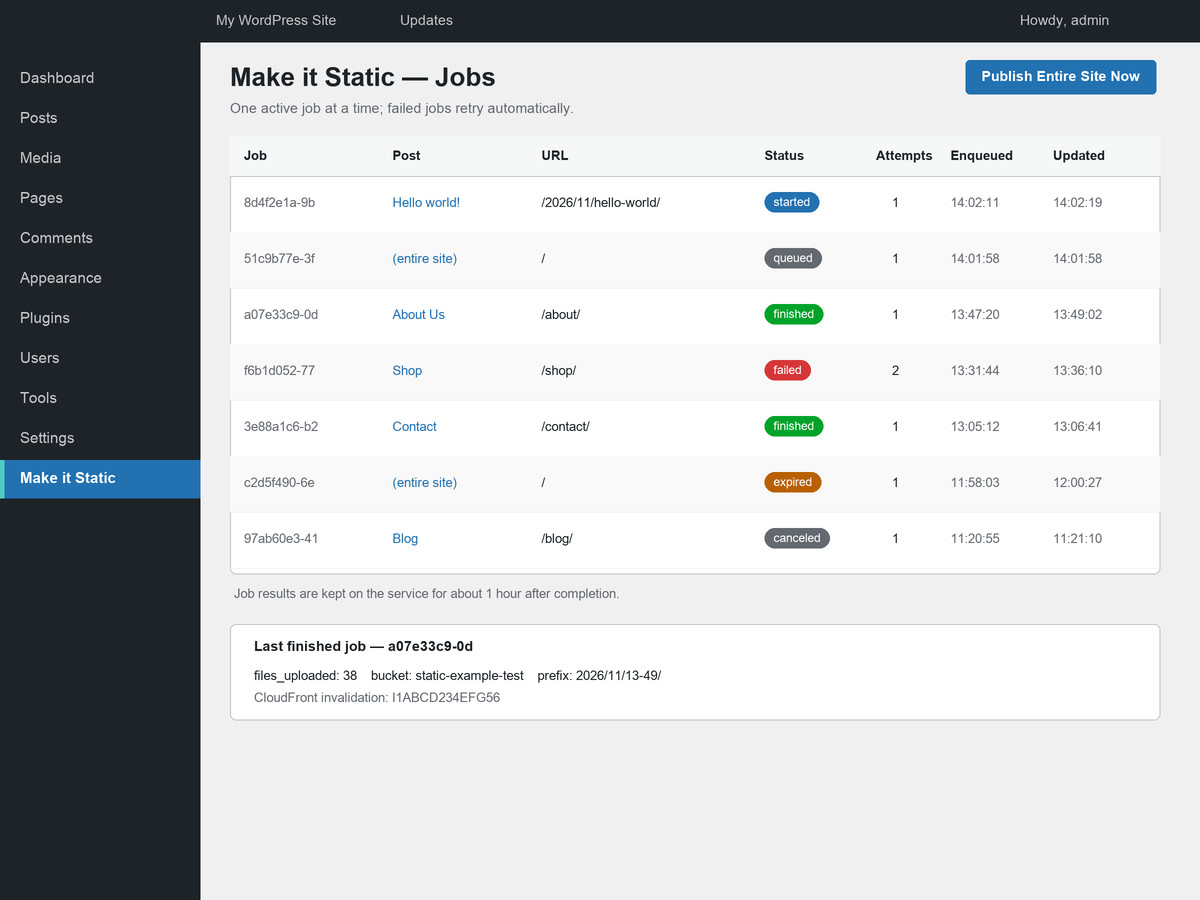 My WordPress Site Updates Howdy, admin
Dashboard
Posts
Media
Pages
Comments
Appearance
Plugins
Users
Tools
Settings
Make it Static
Make it Static — Jobs
Publish Entire Site Now
One active job at a time; failed jobs retry automatically.
Job Post URL Status Attempts Enqueued Updated
8d4f2e1a-9b Hello world! /2026/11/hello-world/ started 1 14:02:11 14:02:19
51c9b77e-3f (entire site) / queued 1 14:01:58 14:01:58
a07e33c9-0d About Us /about/ finished 1 13:47:20 13:49:02
f6b1d052-77 Shop /shop/ failed 2 13:31:44 13:36:10
3e88a1c6-b2 Contact /contact/ finished 1 13:05:12 13:06:41
c2d5f490-6e (entire site) / expired 1 11:58:03 12:00:27
97ab60e3-41 Blog /blog/ canceled 1 11:20:55 11:21:10
Job results are kept on the service for about 1 hour after completion.
Last finished job — a07e33c9-0d
files_uploaded: 38 bucket: static-example-test prefix: 2026/11/13-49/
CloudFront invalidation: I1ABCD234EFG56